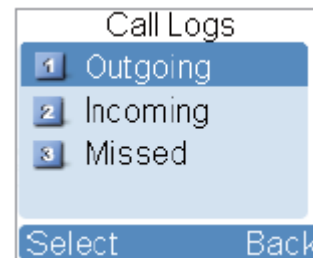 Call Logs
1 Outgoing
2 Incoming
3 Missed
Select Back